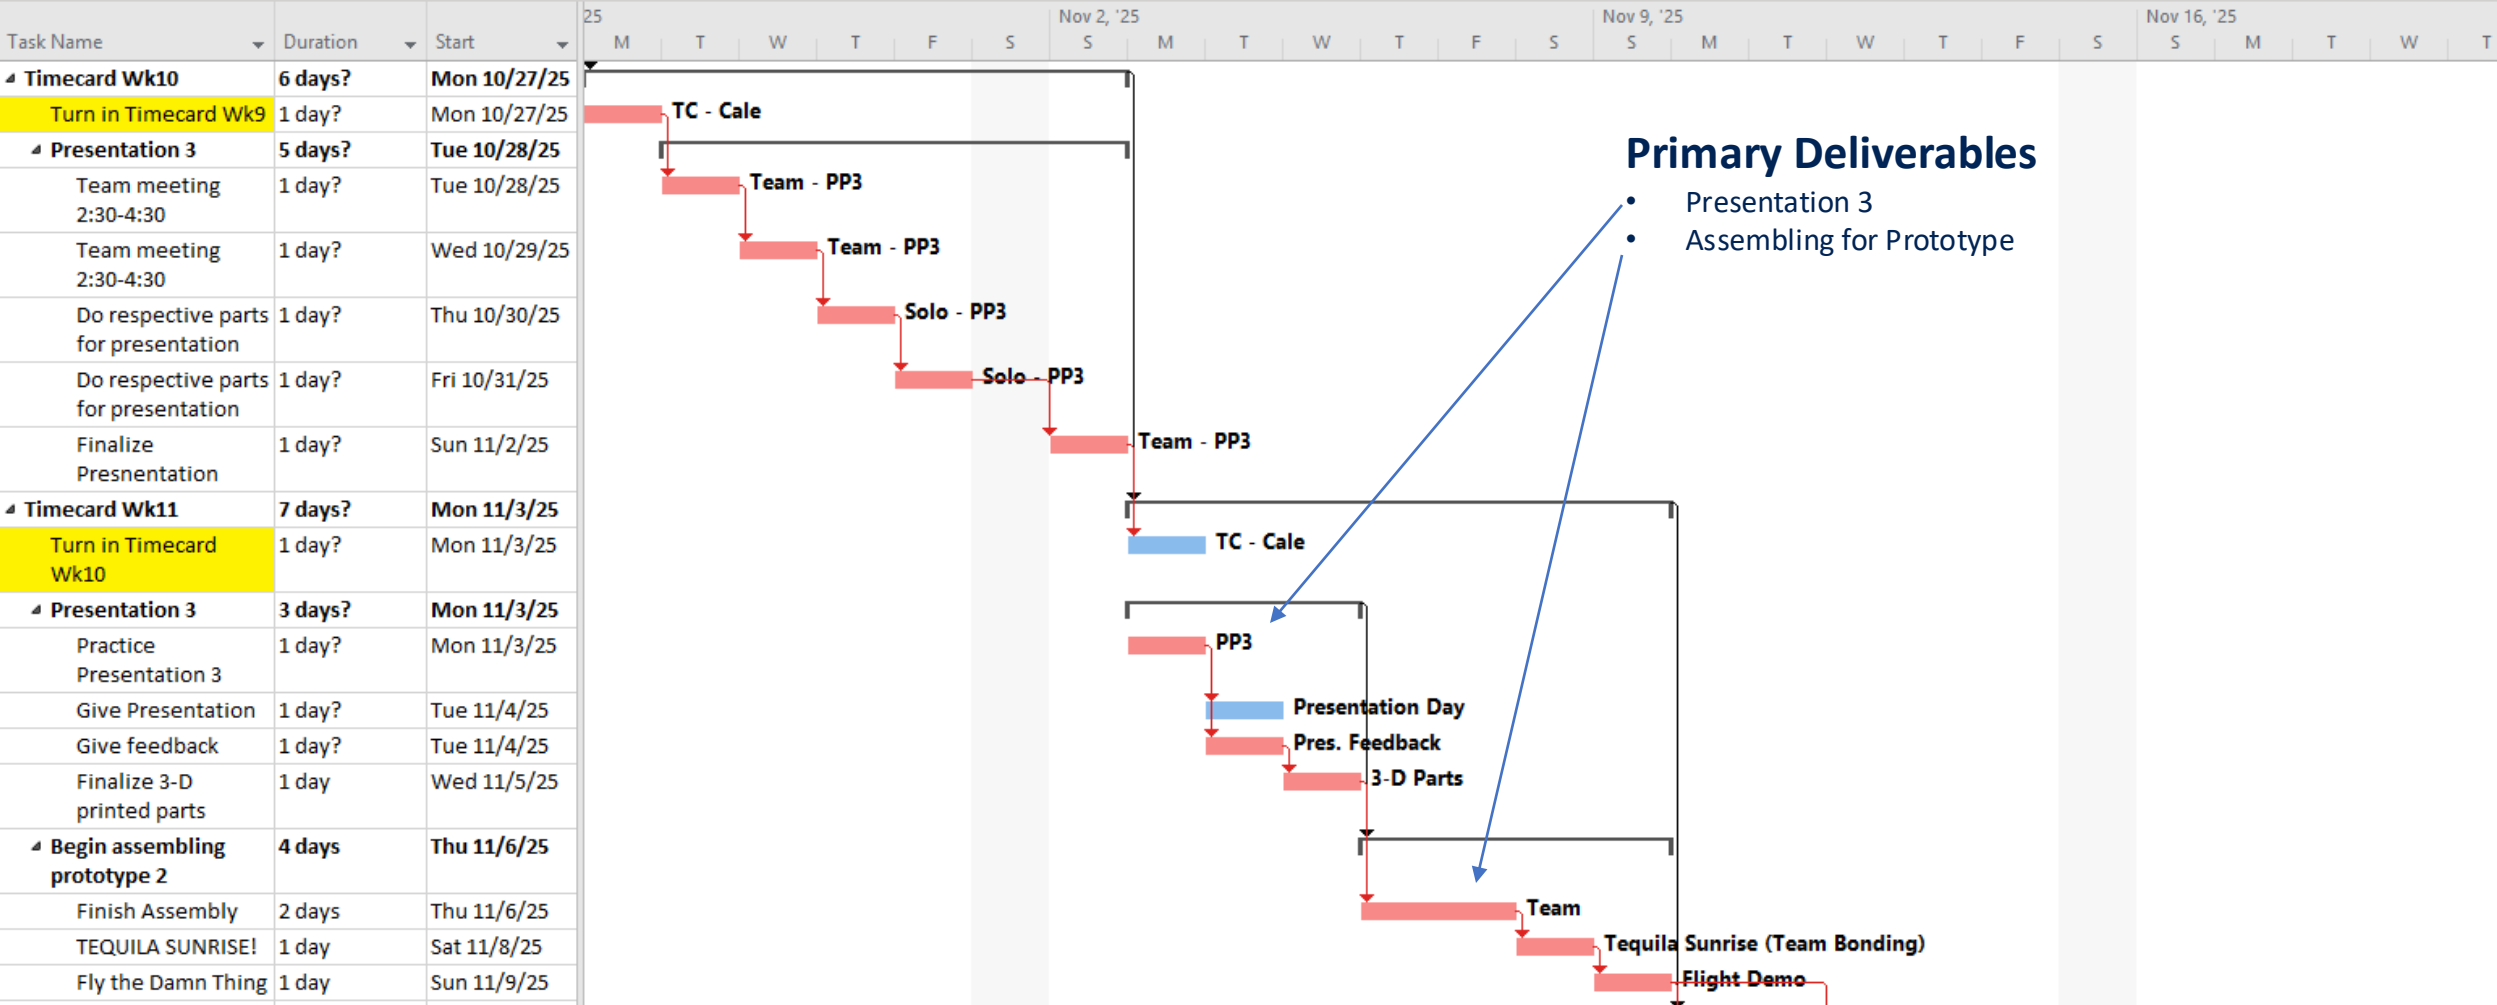 25 Nov 2, '25 Nov 9, '25 Nov 16, '25
Task Name Duration Start M T W T F S S M T W T F S S M T W T F S S M T W T
Timecard Wk10 6 days? Mon 10/27/25
Turn in Timecard Wk9 1 day? Mon 10/27/25 TC - Cale
Presentation 3 5 days? Tue 10/28/25
Team meeting 1 day? Tue 10/28/25 Team - PP3
2:30-4:30
Team meeting 1 day? Wed 10/29/25 Team - PP3
2:30-4:30
Do respective parts 1 day? Thu 10/30/25 Solo - PP3
for presentation
Do respective parts 1 day? Fri 10/31/25 Solo - PP3
for presentation
Finalize 1 day? Sun 11/2/25 Team - PP3
Presnentation
Timecard Wk11 7 days? Mon 11/3/25
Turn in Timecard 1 day? Mon 11/3/25 TC - Cale
Wk10
Presentation 3 3 days? Mon 11/3/25
Practice 1 day? Mon 11/3/25 PP3
Presentation 3
Give Presentation 1 day? Tue 11/4/25 Presentation Day
Give feedback 1 day? Tue 11/4/25 Pres. Feedback
Finalize 3-D 1 day Wed 11/5/25 3-D Parts
printed parts
Begin assembling 4 days Thu 11/6/25
prototype 2
Finish Assembly 2 days Thu 11/6/25 Team
TEQUILA SUNRISE! 1 day Sat 11/8/25 Tequila Sunrise (Team Bonding)
Fly the Damn Thing 1 day Sun 11/9/25 Flight Demo
Primary Deliverables
• Presentation 3
• Assembling for Prototype